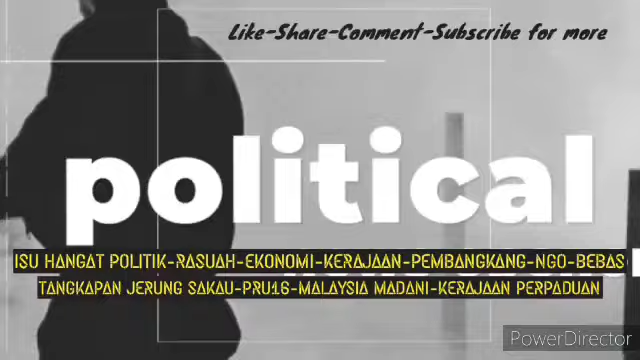 Like-Share-Comment-Subscribe for more
political
ISU HANGAT POLITIK-RASUAH-EKONOMI-KERAJAAN-PEMBANGKANG-NGO-BEBAS
TANGKAPAN JERUNG SAKAU-PRU16-MALAYSIA MADANI-KERAJAAN PERPADUAN
PowerDirector